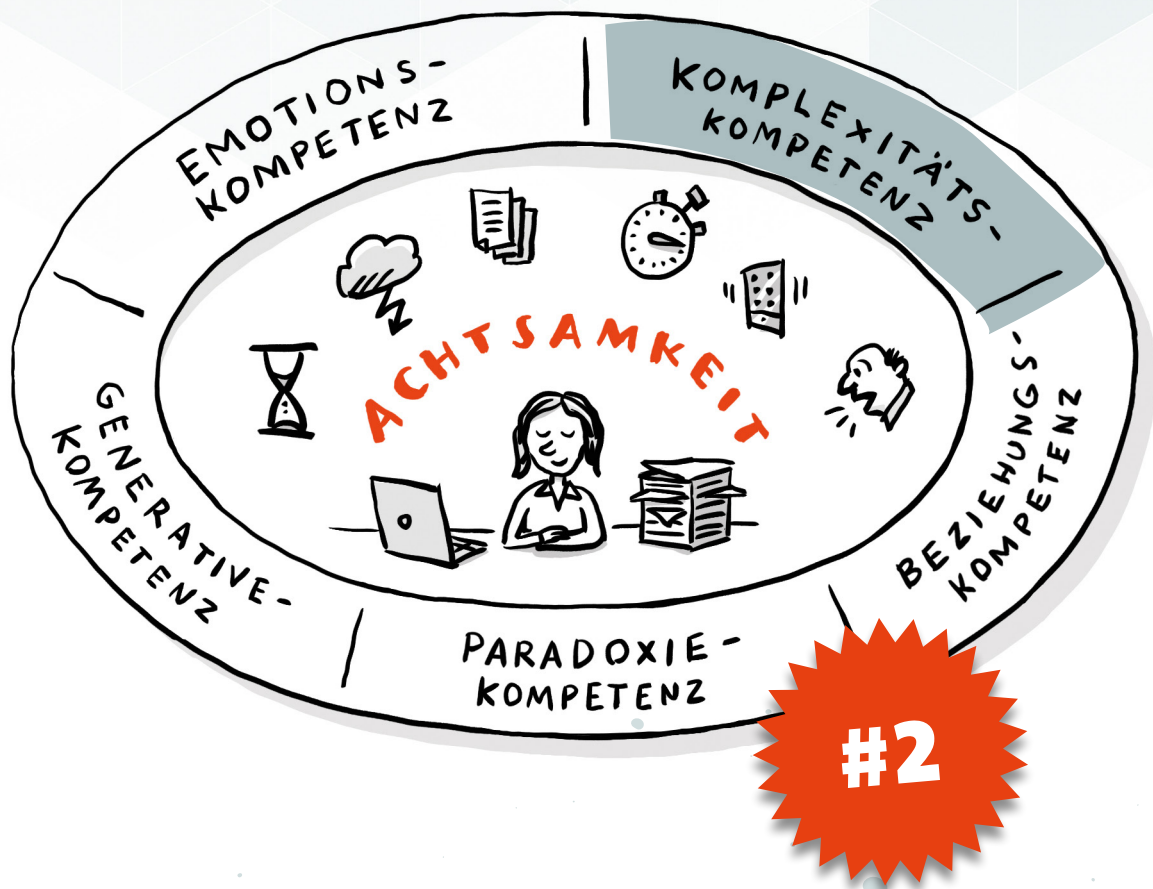 EMOTIONS-
KOMPETENZ
KOMPLEXITÄTS-
KOMPETENZ
BEZIEHUNGS-
KOMPETENZ
PARADOXIE-
KOMPETENZ
GENERATIVE-
KOMPETENZ
ACHTSAMKEIT
#2